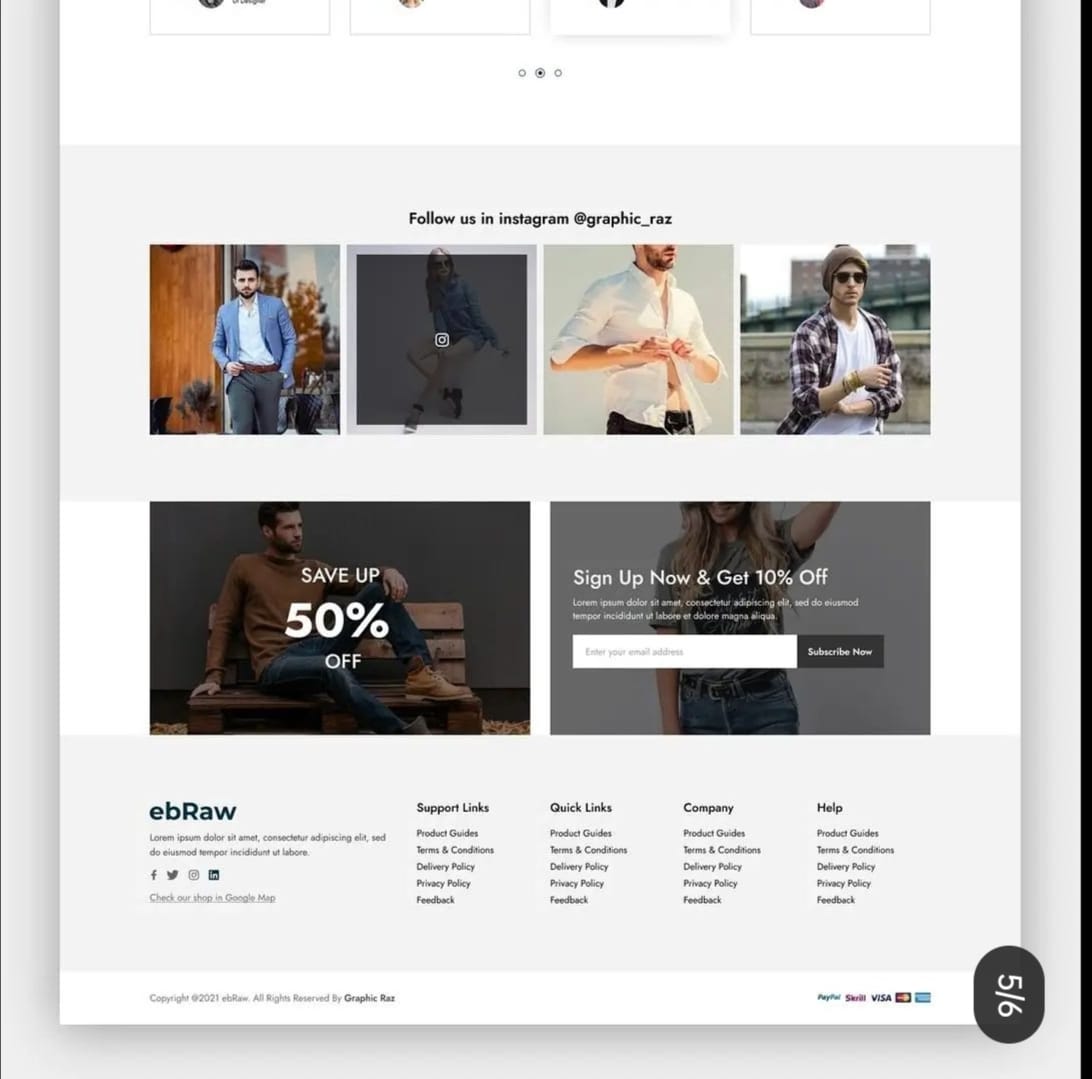 UI Designer
Follow us in instagram @graphic_raz
SAVE UP
50%
OFF
Sign Up Now & Get 10% Off
Lorem ipsum dolor sit amet, consectetur adipiscing elit, sed do eiusmod
tempor incididunt ut labore et dolore magna aliqua.
Enter your email address
Subscribe Now
ebRaw
Lorem ipsum dolor sit amet, consectetur adipiscing elit, sed
do eiusmod tempor incididunt ut labore.
Check our shop in Google Map
Support Links
Product Guides
Terms & Conditions
Delivery Policy
Privacy Policy
Feedback
Quick Links
Product Guides
Terms & Conditions
Delivery Policy
Privacy Policy
Feedback
Company
Product Guides
Terms & Conditions
Delivery Policy
Privacy Policy
Feedback
Help
Product Guides
Terms & Conditions
Delivery Policy
Privacy Policy
Feedback
Copyright @2021 ebRaw. All Rights Reserved By Graphic Raz
PayPal Skrill VISA
5/6